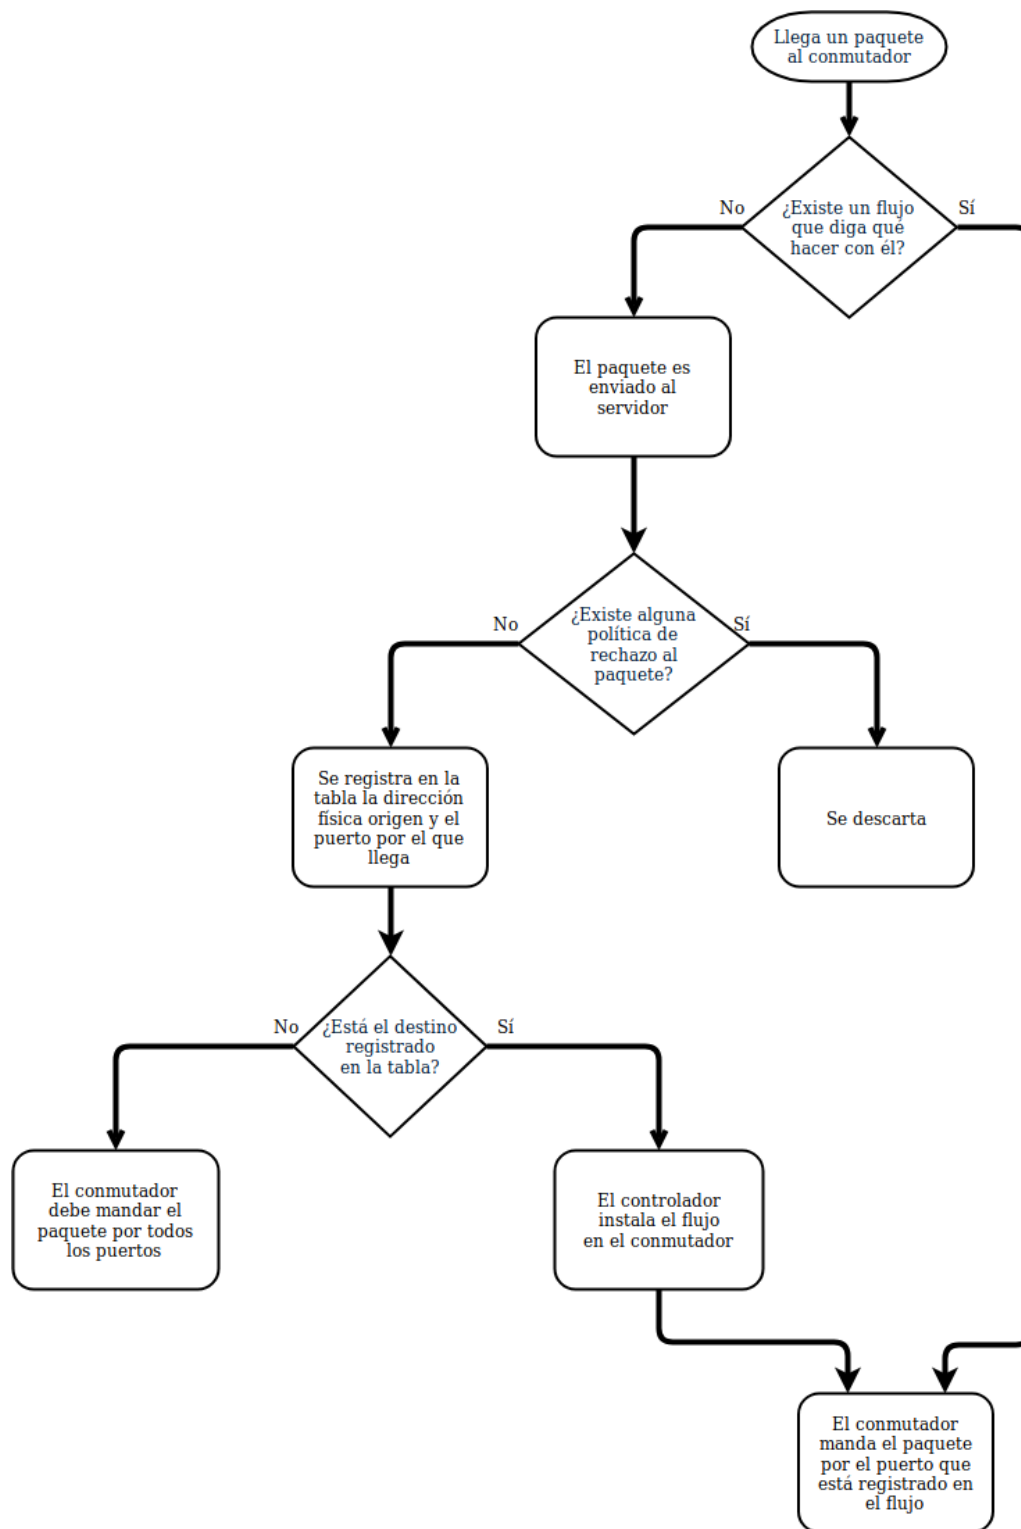 Llega un paquete
al conmutador
No
¿Existe un flujo
que diga qué
hacer con él?
Sí
El paquete es
enviado al
servidor
No
¿Existe alguna
política de
rechazo al
paquete?
Sí
Se registra en la
tabla la dirección
física origen y el
puerto por el que
llega
Se descarta
No
¿Está el destino
registrado
en la tabla?
Sí
El conmutador
debe mandar el
paquete por todos
los puertos
El controlador
instala el flujo
en el conmutador
El conmutador
manda el paquete
por el puerto que
está registrado en
el flujo